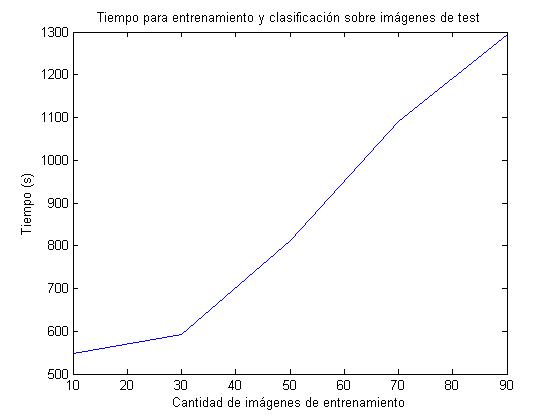 Tiempo para entrenamiento y clasificación sobre imágenes de test
1300
1200
1100
1000
900
800
700
600
500
Tiempo (s)
10 20 30 40 50 60 70 80 90
Cantidad de imágenes de entrenamiento